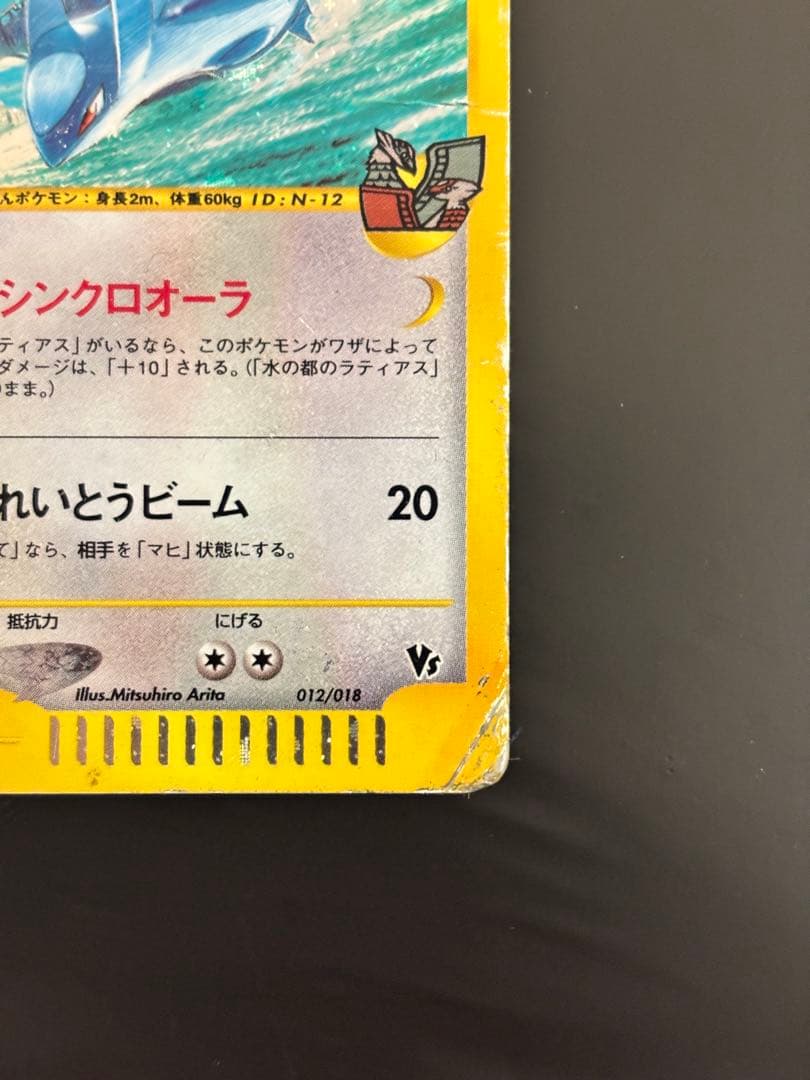 んポケモン：身長2m、体重60kg ID：N-12
シンクロオーラ
ティアス」がいるなら、このポケモンがワザによって
ダメージは、「＋10」される。（「水の都のラティアス」
まま。）
れいとうビーム 20
て」なら、相手を「マヒ」状態にする。
抵抗力 にげる
VS
Illus.Mitsuhiro Arita 012/018